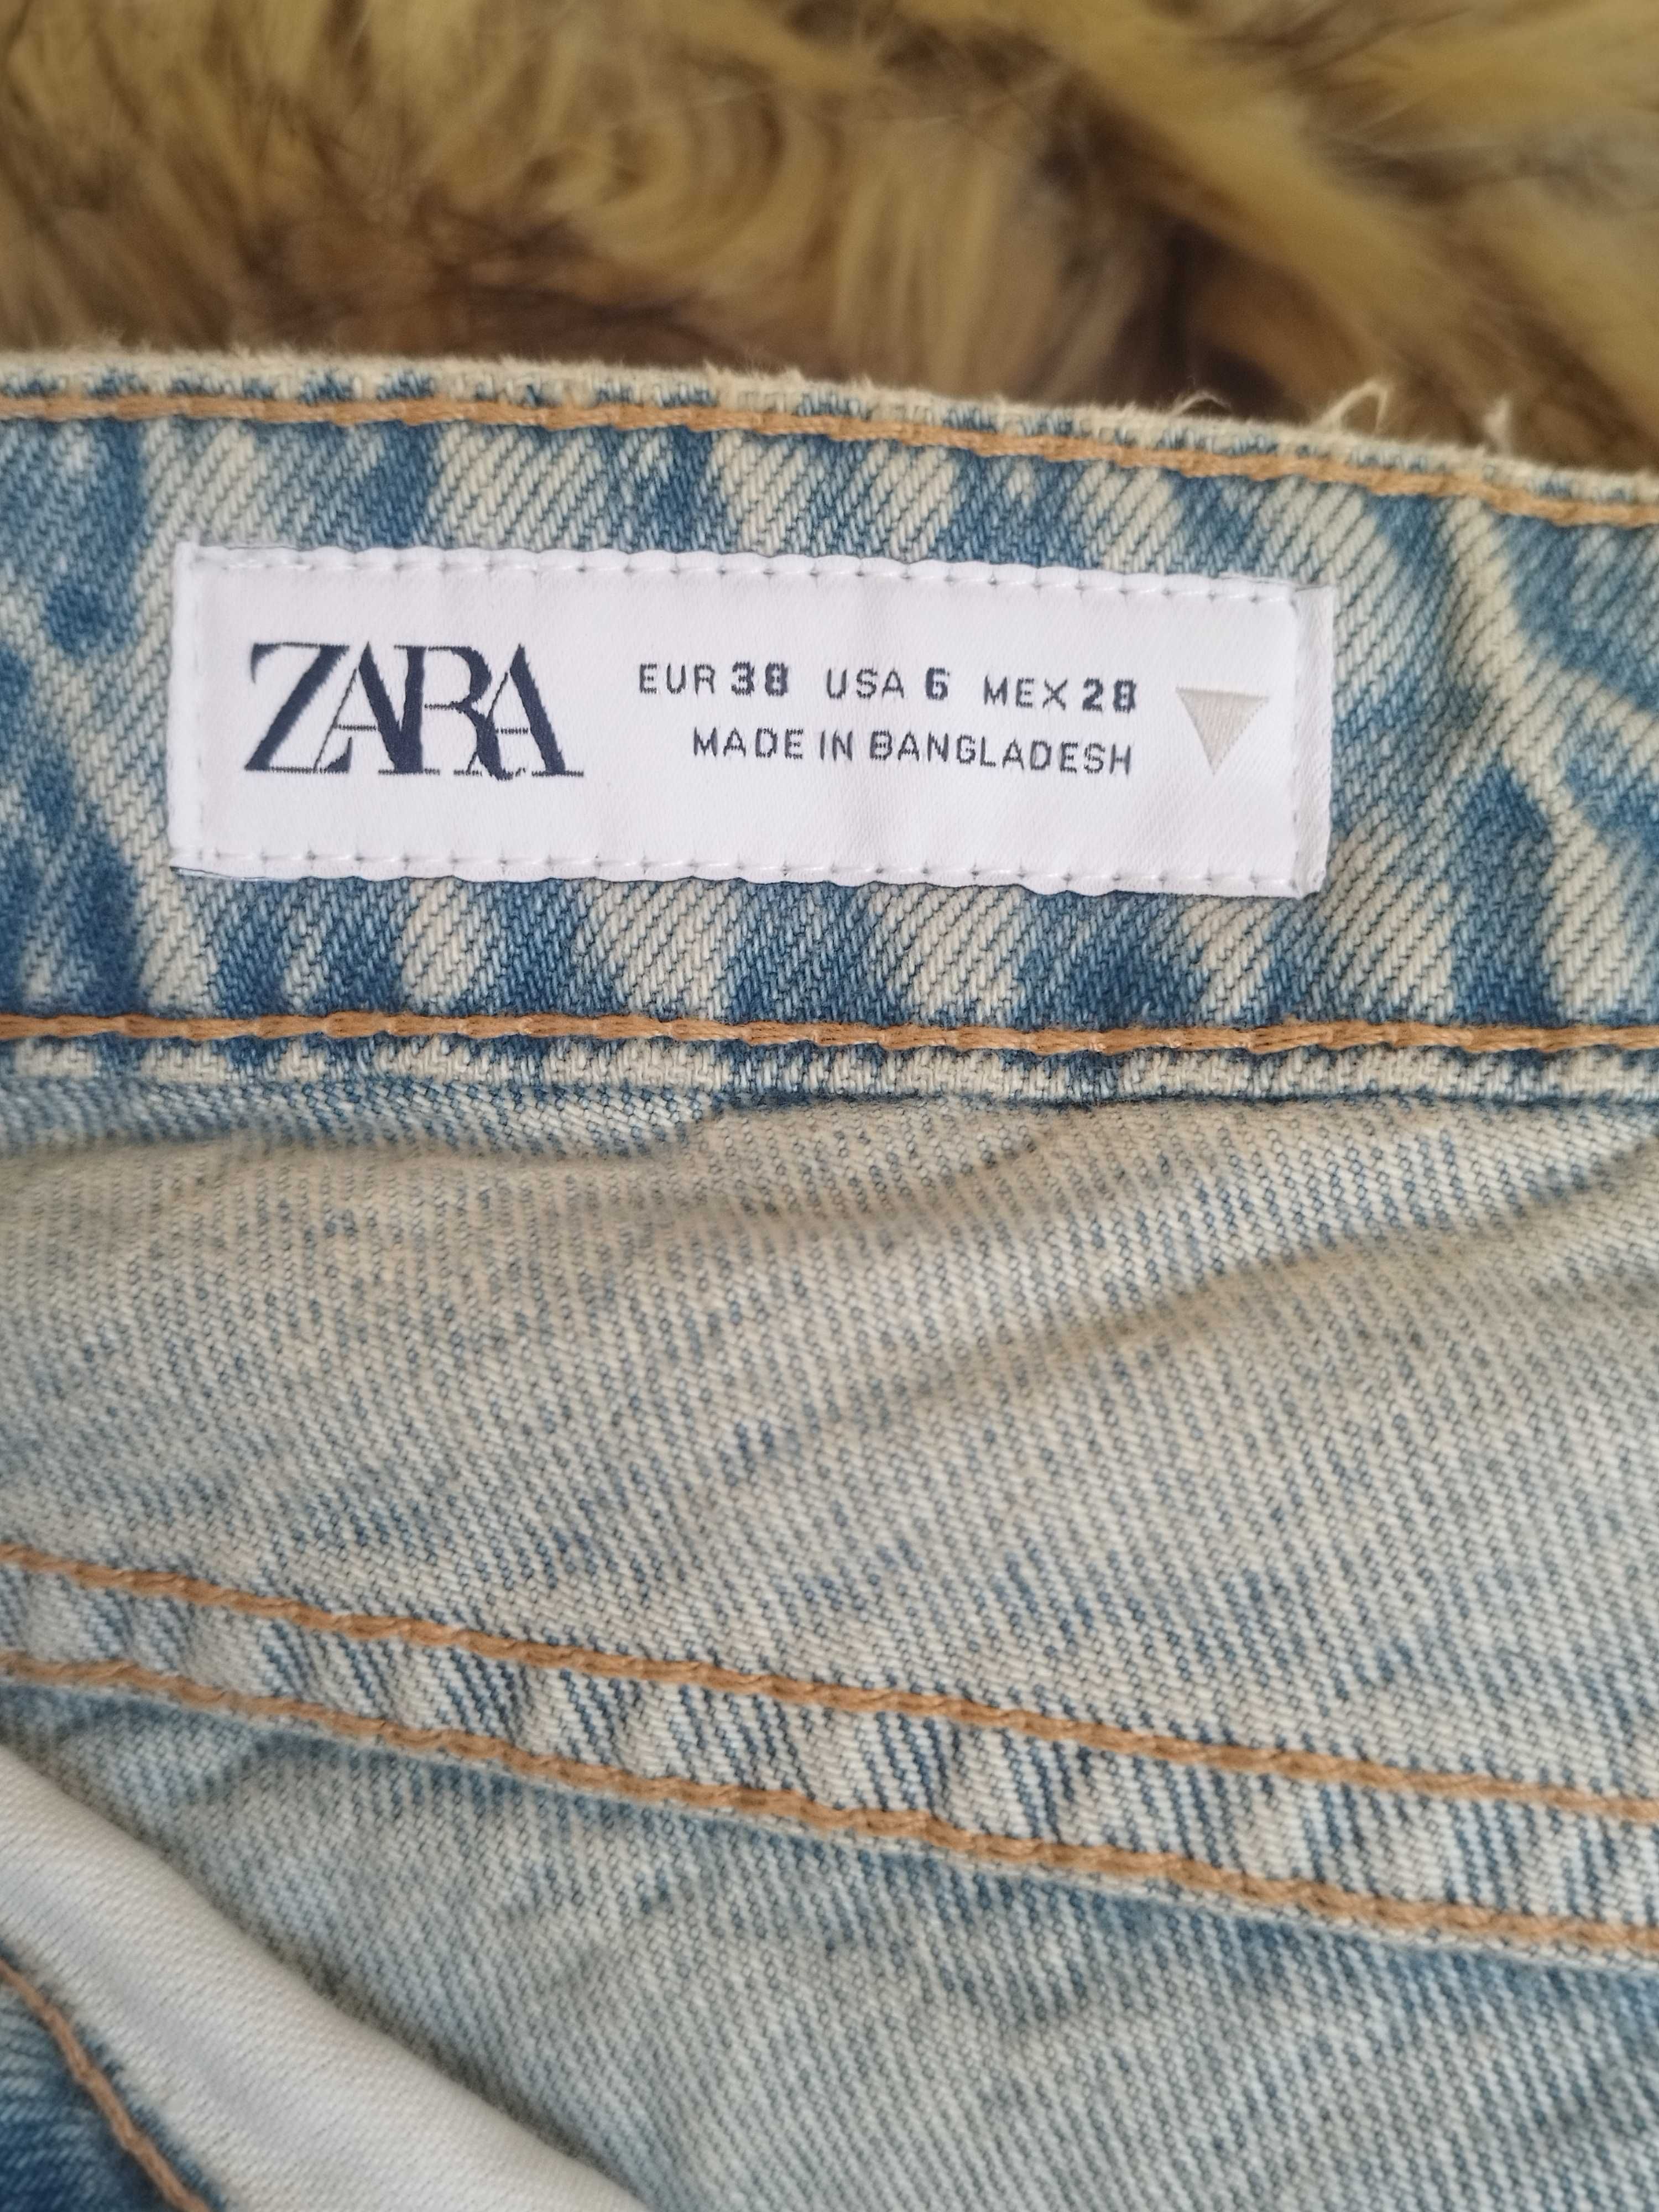 ZARA
EUR 38 USA 6 MEX 28
MADE IN BANGLADESH